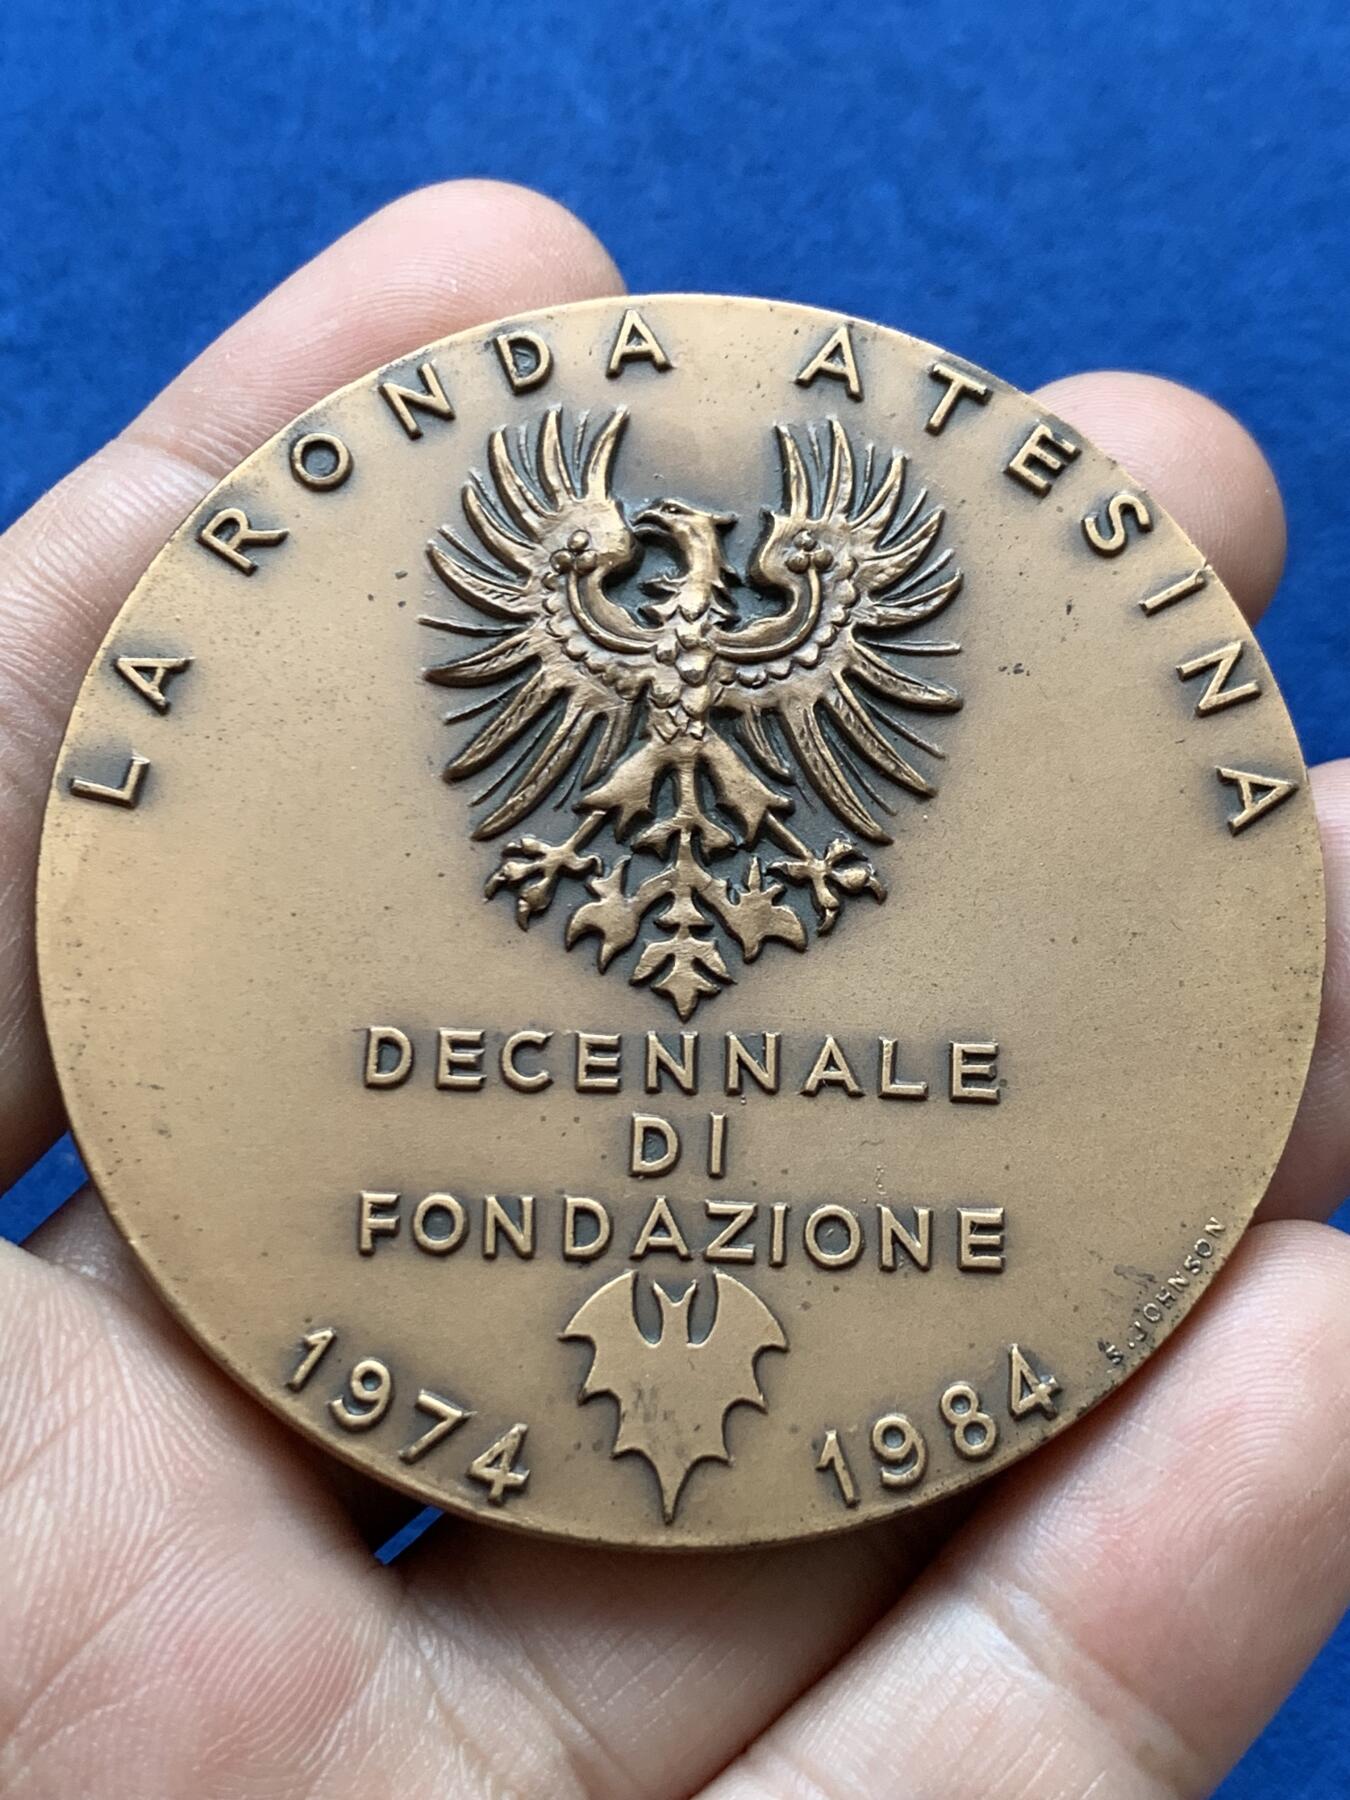 LA RONDA ATESINA
DECENNALE
DI
FONDAZIONE
1974 1984
S. JOHNSON